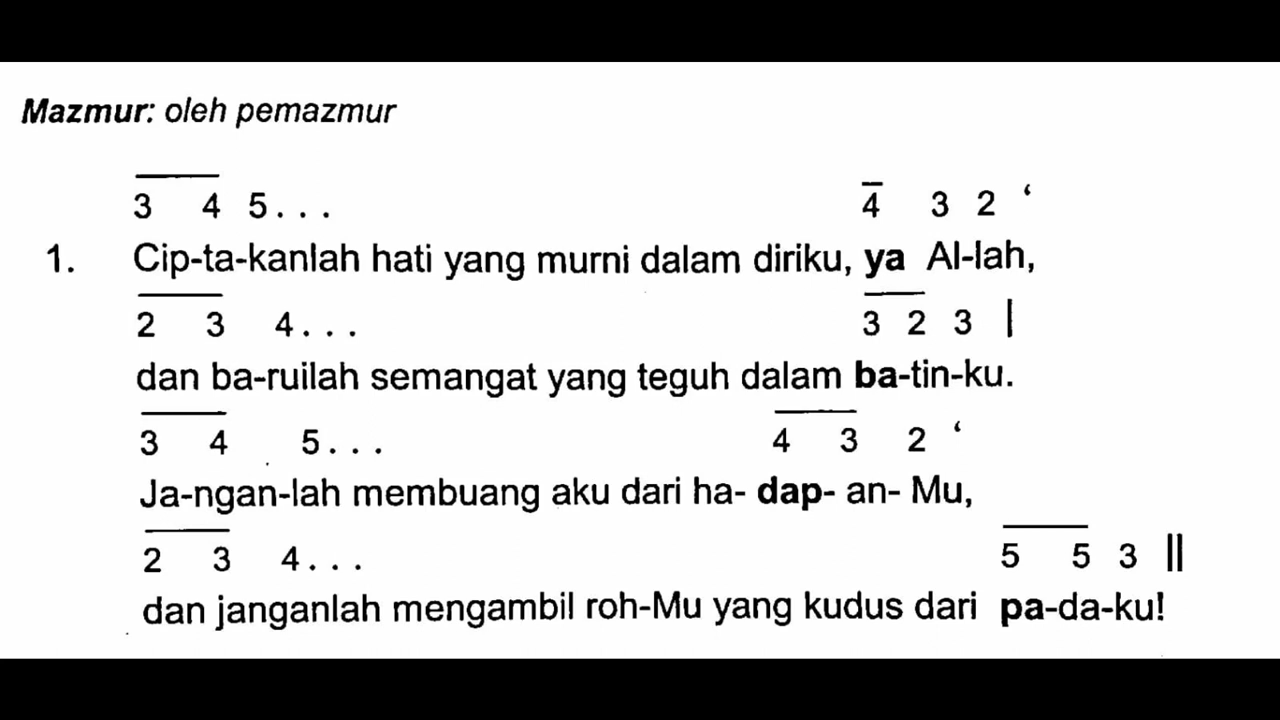 Mazmur: oleh pemazmur
3 4 5... 4 3 2 ‘
1. Cip-ta-kanlah hati yang murni dalam diriku, ya Al-lah,
2 3 4... 3 2 3 |
dan ba-ruilah semangat yang teguh dalam ba-tin-ku.
3 4 5... 4 3 2 ‘
Ja-ngan-lah membuang aku dari ha- dap- an- Mu,
2 3 4... 5 5 3 ||
dan janganlah mengambil roh-Mu yang kudus dari pa-da-ku!